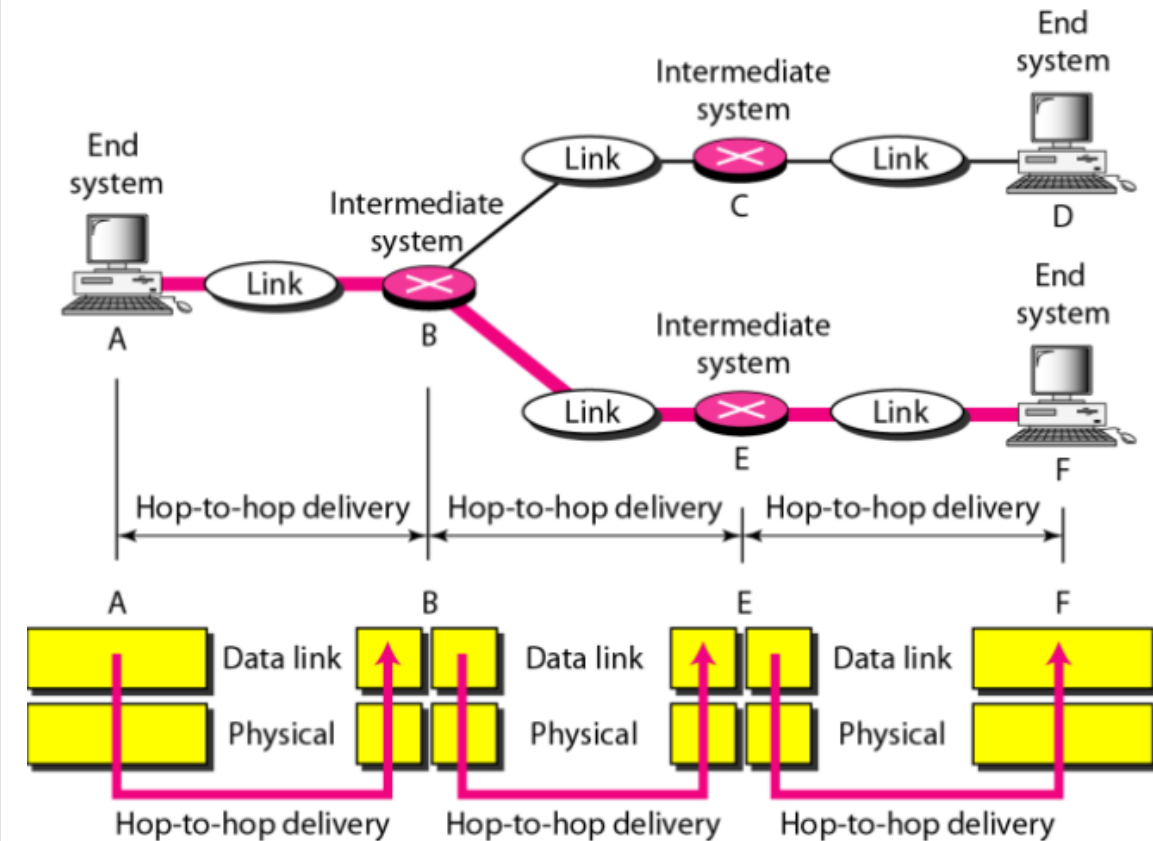 End
system
Intermediate
system
End
system
Link
Link
C
D
Intermediate
system
Link
A
B
End
system
Intermediate
system
Link
Link
E
F
Hop-to-hop delivery
Hop-to-hop delivery
Hop-to-hop delivery
A
B
E
F
Data link
Data link
Data link
Physical
Physical
Physical
Hop-to-hop delivery
Hop-to-hop delivery
Hop-to-hop delivery